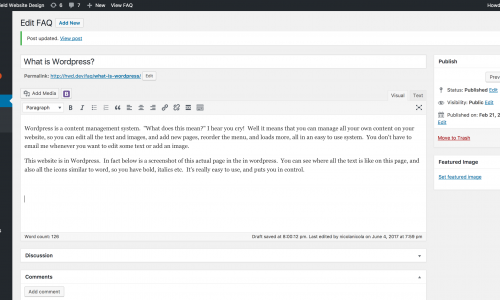 field Website Design 6 7 + New View FAQ Howd
Edit FAQ Add New
Post updated. View post
What is Wordpress?
Permalink: http://hwd.dev/faq/what-is-wordpress/ Edit
Add Media
Visual Text
Paragraph
Wordpress is a content management system. "What does this mean?" I hear you cry! Well it means that you can manage all your own content on your
website, so you can edit all the text and images, and add new pages, reorder the menu, and loads more, all in an easy to use system. You don't have to
email me whenever you want to edit some text or add an image.
This website is in Wordpress. In fact below is a screenshot of this actual page in the in wordpress. You can see where all the text is like on this page, and
also all the icons similar to word, so you have bold, italics etc. It's really easy to use, and puts you in control.
Word count: 126 Draft saved at 8:00:12 pm. Last edited by nicolanicola on June 4, 2017 at 7:59 pm
Discussion
Comments
Add comment
Publish
Prev
Status: Published Edit
Visibility: Public Edit
Published on: Feb 21, 2
Edit
Move to Trash
Featured Image
Set featured image